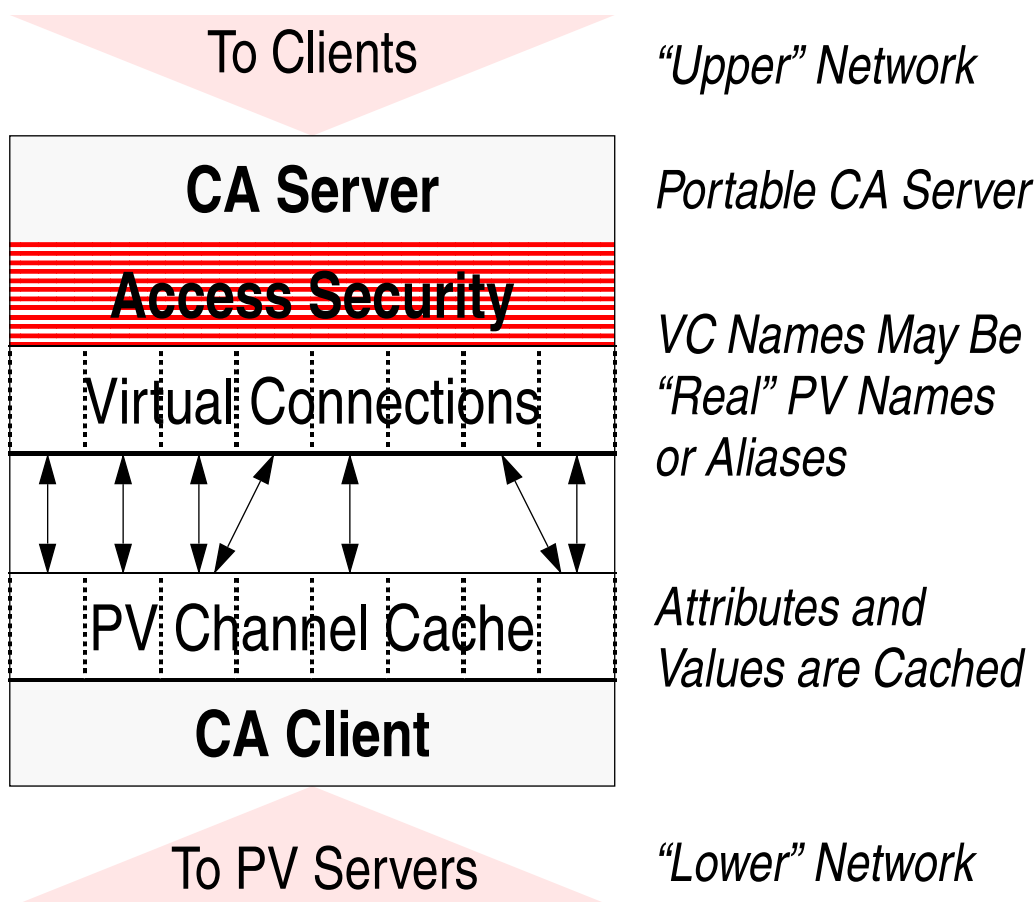 To Clients
“Upper” Network
CA Server
Portable CA Server
Access Security
Virtual Connections
VC Names May Be
“Real” PV Names
or Aliases
PV Channel Cache
Attributes and
Values are Cached
CA Client
To PV Servers
“Lower” Network